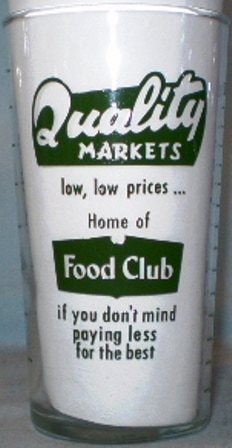 Quality
MARKETS
low, low prices ...
Home of
Food Club
if you don't mind
paying less
for the best